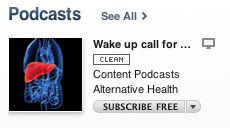 Podcasts See All >
Wake up call for ...
CLEAN
Content Podcasts
Alternative Health
SUBSCRIBE FREE